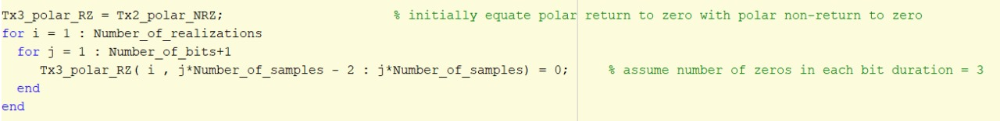 Tx3_polar_RZ = Tx2_polar_NRZ; % initially equate polar return to zero with polar non-return to zero
for i = 1 : Number_of_realizations
for j = 1 : Number_of_bits+1
Tx3_polar_RZ( i , j*Number_of_samples - 2 : j*Number_of_samples) = 0; % assume number of zeros in each bit duration = 3
end
end